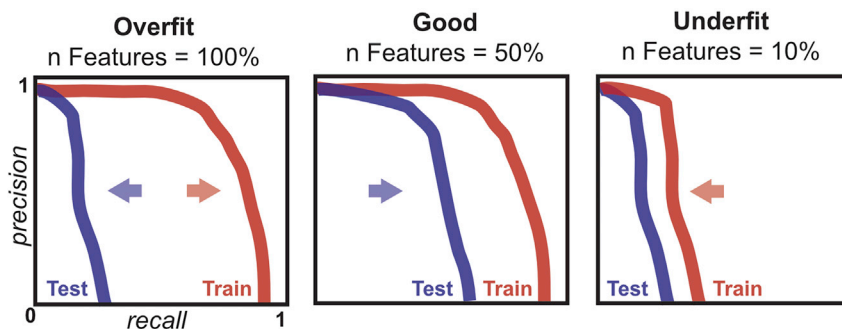 Overfit
n Features = 100%
Good
n Features = 50%
Underfit
n Features = 10%
1
precision
Test
Train
0
recall
1
Test
Train
Test
Train